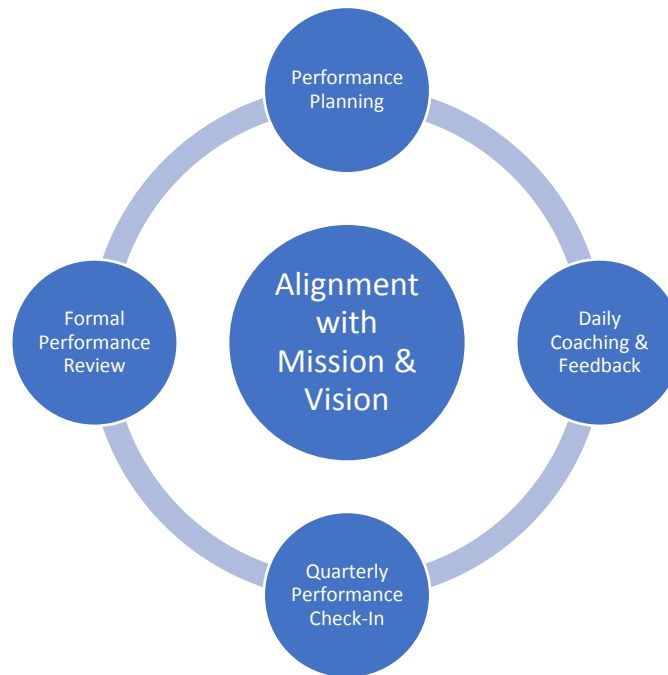 Performance
Planning
Alignment
with
Mission &
Vision
Formal
Performance
Review
Daily
Coaching &
Feedback
Quarterly
Performance
Check-In